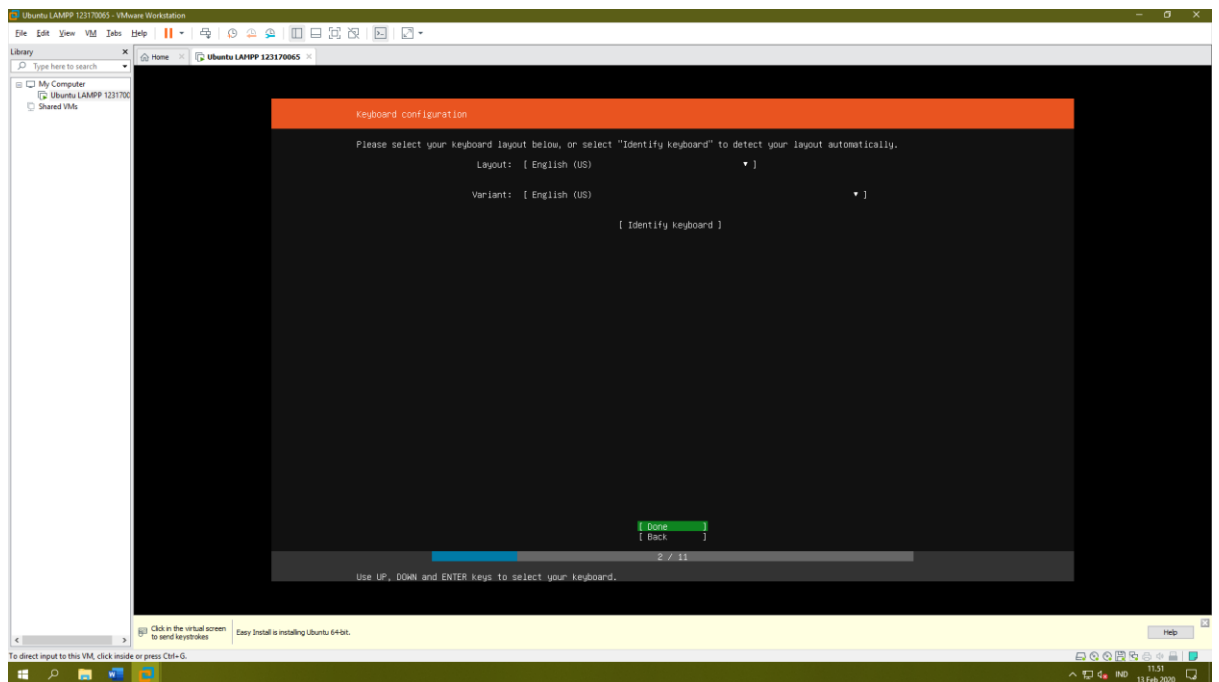 Ubuntu LAMPP 123170065 - VMware Workstation
File Edit View VM Tabs Help
Library
Home
Ubuntu LAMPP 123170065
Type here to search
My Computer
Ubuntu LAMPP 1231700
Shared VMs
Keyboard configuration
Please select your keyboard layout below, or select "Identify keyboard" to detect your layout automatically.
Layout: [ English (US) ▾ ]
Variant: [ English (US) ▾ ]
[ Identify keyboard ]
[ Done ]
[ Back ]
2 / 11
Use UP, DOWN and ENTER keys to select your keyboard.
Click in the virtual screen
to send keystrokes
Easy Install is installing Ubuntu 64-bit.
Help
To direct input to this VM, click inside or press Ctrl+G.
IND
11.51
13 Feb 2020